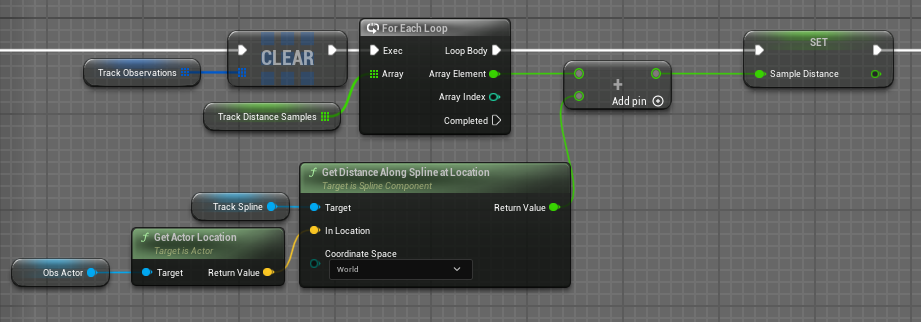 For Each Loop
SET
CLEAR
Exec
Loop Body
Track Observations
Array
Array Element
Sample Distance
Array Index
+
Add pin
Track Distance Samples
Completed
f Get Distance Along Spline at Location
Target is Spline Component
Track Spline
Target
Return Value
f Get Actor Location
Target is Actor
In Location
Coordinate Space
World
Obs Actor
Target
Return Value